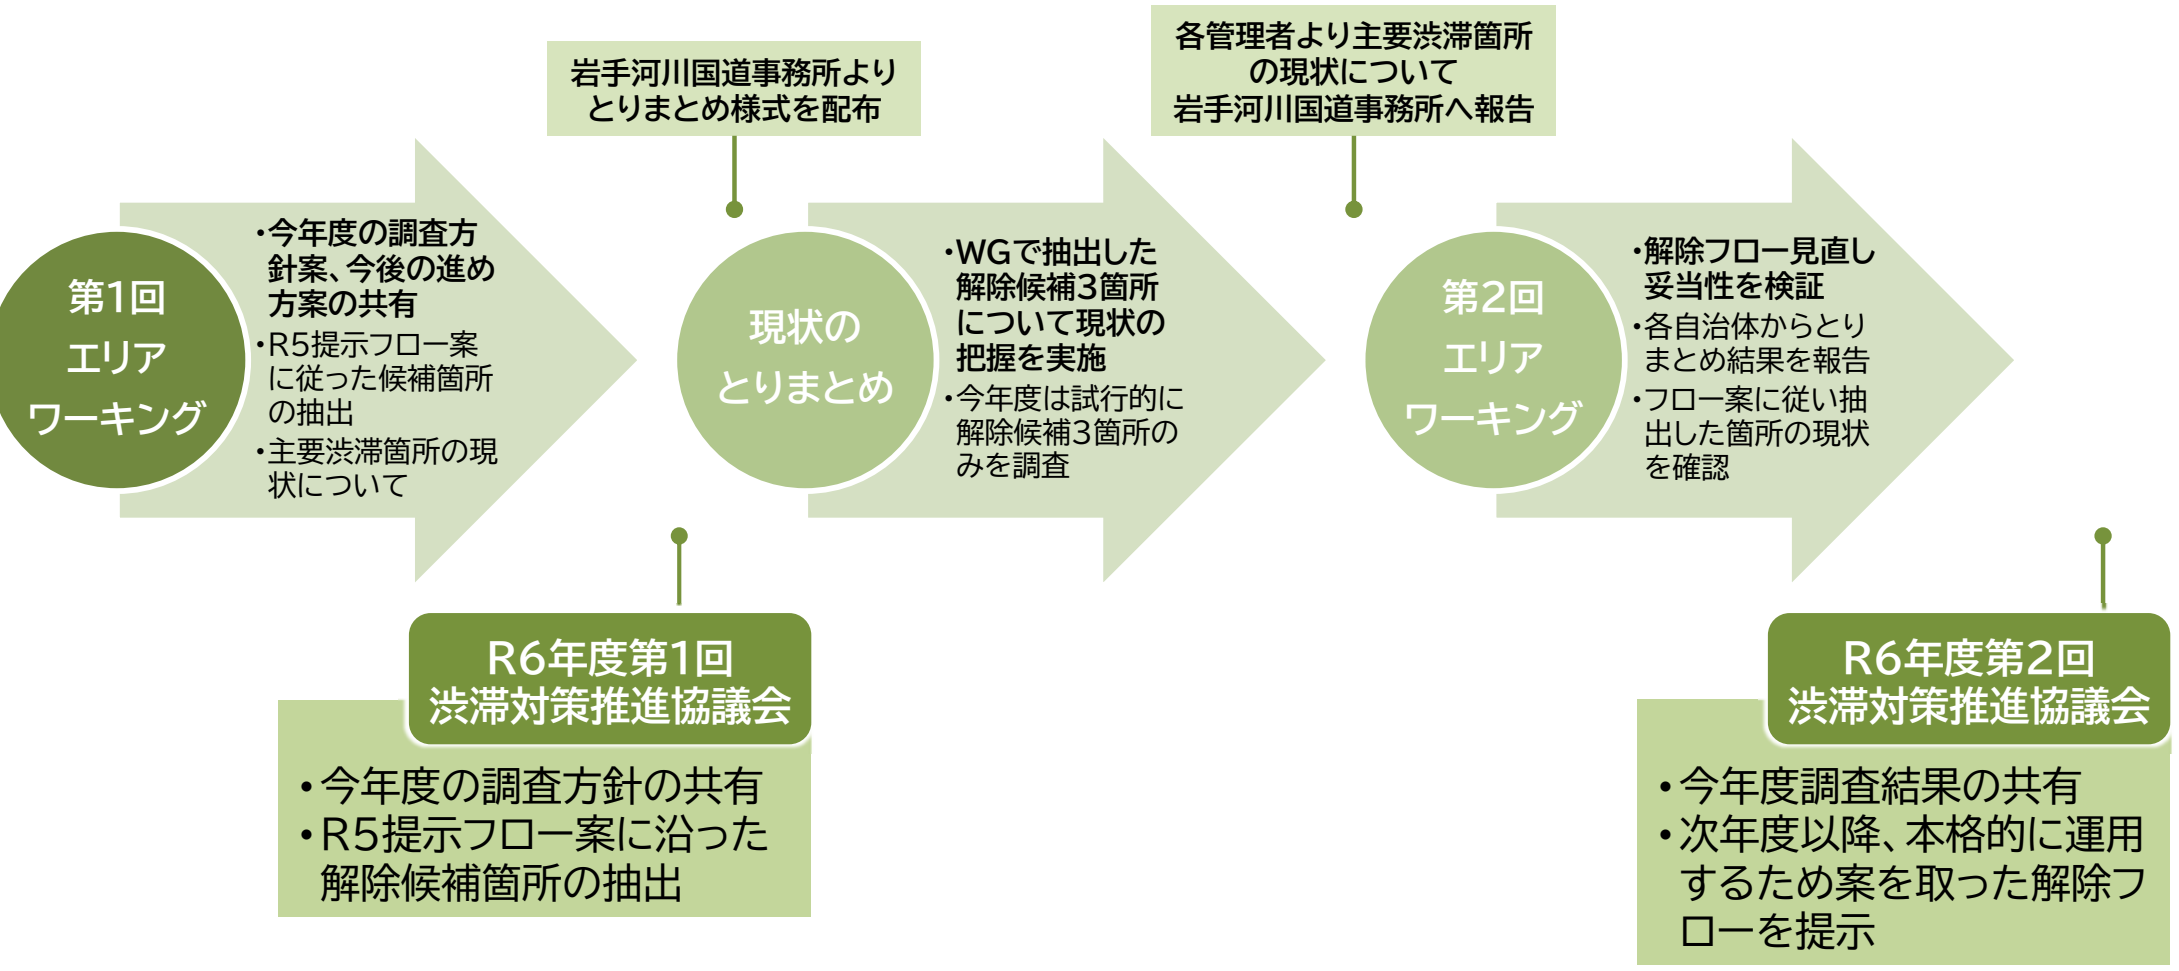 岩手河川国道事務所より
とりまとめ様式を配布
各管理者より主要渋滞箇所
の現状について
岩手河川国道事務所へ報告
第1回
エリア
ワーキング
・今年度の調査方
針案、今後の進め
方案の共有
・R5提示フロー案
に従った候補箇所
の抽出
・主要渋滞箇所の現
状について
現状の
とりまとめ
・WGで抽出した
解除候補3箇所
について現状の
把握を実施
・今年度は試行的に
解除候補3箇所の
みを調査
第2回
エリア
ワーキング
・解除フロー見直し
妥当性を検証
・各自治体からとり
まとめ結果を報告
・フロー案に従い抽
出した箇所の現状
を確認
R6年度第1回
渋滞対策推進協議会
・今年度の調査方針の共有
・R5提示フロー案に沿った
解除候補箇所の抽出
R6年度第2回
渋滞対策推進協議会
・今年度調査結果の共有
・次年度以降、本格的に運用
するため案を取った解除フ
ローを提示